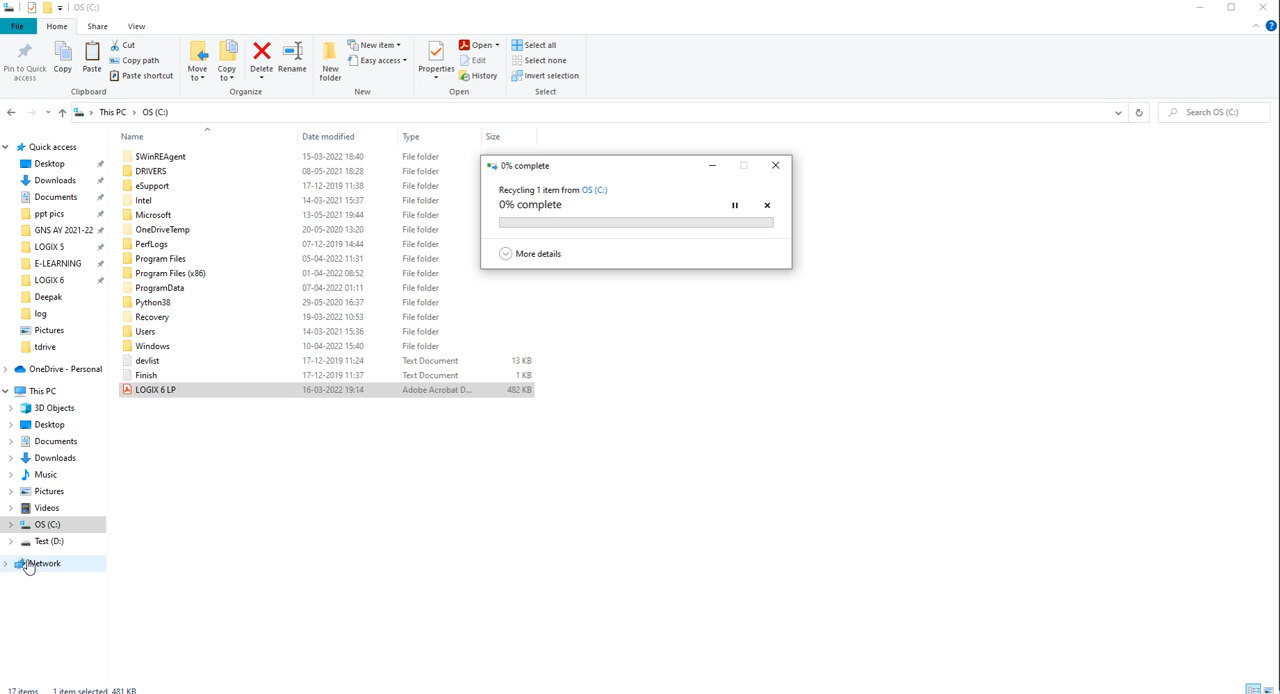 OS (C:)
File Home Share View
Pin to Quick access
Copy
Paste
Cut
Copy path
Paste shortcut
Clipboard
Move to
Copy to
Delete
Rename
Organize
New folder
New item
Easy access
New
Properties
Open
Edit
History
Open
Select all
Select none
Invert selection
Select
This PC › OS (C:)
Search OS (C:)
Quick access
Desktop
Downloads
Documents
ppt pics
GNS AY 2021-22
LOGIX 5
E-LEARNING
LOGIX 6
Deepak
log
Pictures
tdrive
OneDrive - Personal
This PC
3D Objects
Desktop
Documents
Downloads
Music
Pictures
Videos
OS (C:)
Test (D:)
Network
Name Date modified Type Size
$WinREAgent 15-03-2022 18:40 File folder
DRIVERS 08-05-2021 18:28 File folder
eSupport 17-12-2019 11:38 File folder
Intel 14-03-2021 15:37 File folder
Microsoft 13-05-2021 19:44 File folder
OneDriveTemp 20-05-2020 13:20 File folder
PerfLogs 07-12-2019 14:44 File folder
Program Files 05-04-2022 11:31 File folder
Program Files (x86) 01-04-2022 08:52 File folder
ProgramData 07-04-2022 01:11 File folder
Python38 29-05-2020 16:37 File folder
Recovery 19-03-2022 10:53 File folder
Users 14-03-2021 15:36 File folder
Windows 10-04-2022 15:40 File folder
devlist 17-12-2019 11:24 Text Document 13 KB
Finish 17-12-2019 11:37 Text Document 1 KB
LOGIX 6 LP 16-03-2022 19:14 Adobe Acrobat D... 482 KB
0% complete
Recycling 1 item from OS (C:)
0% complete
More details
17 items 1 item selected 481 KB